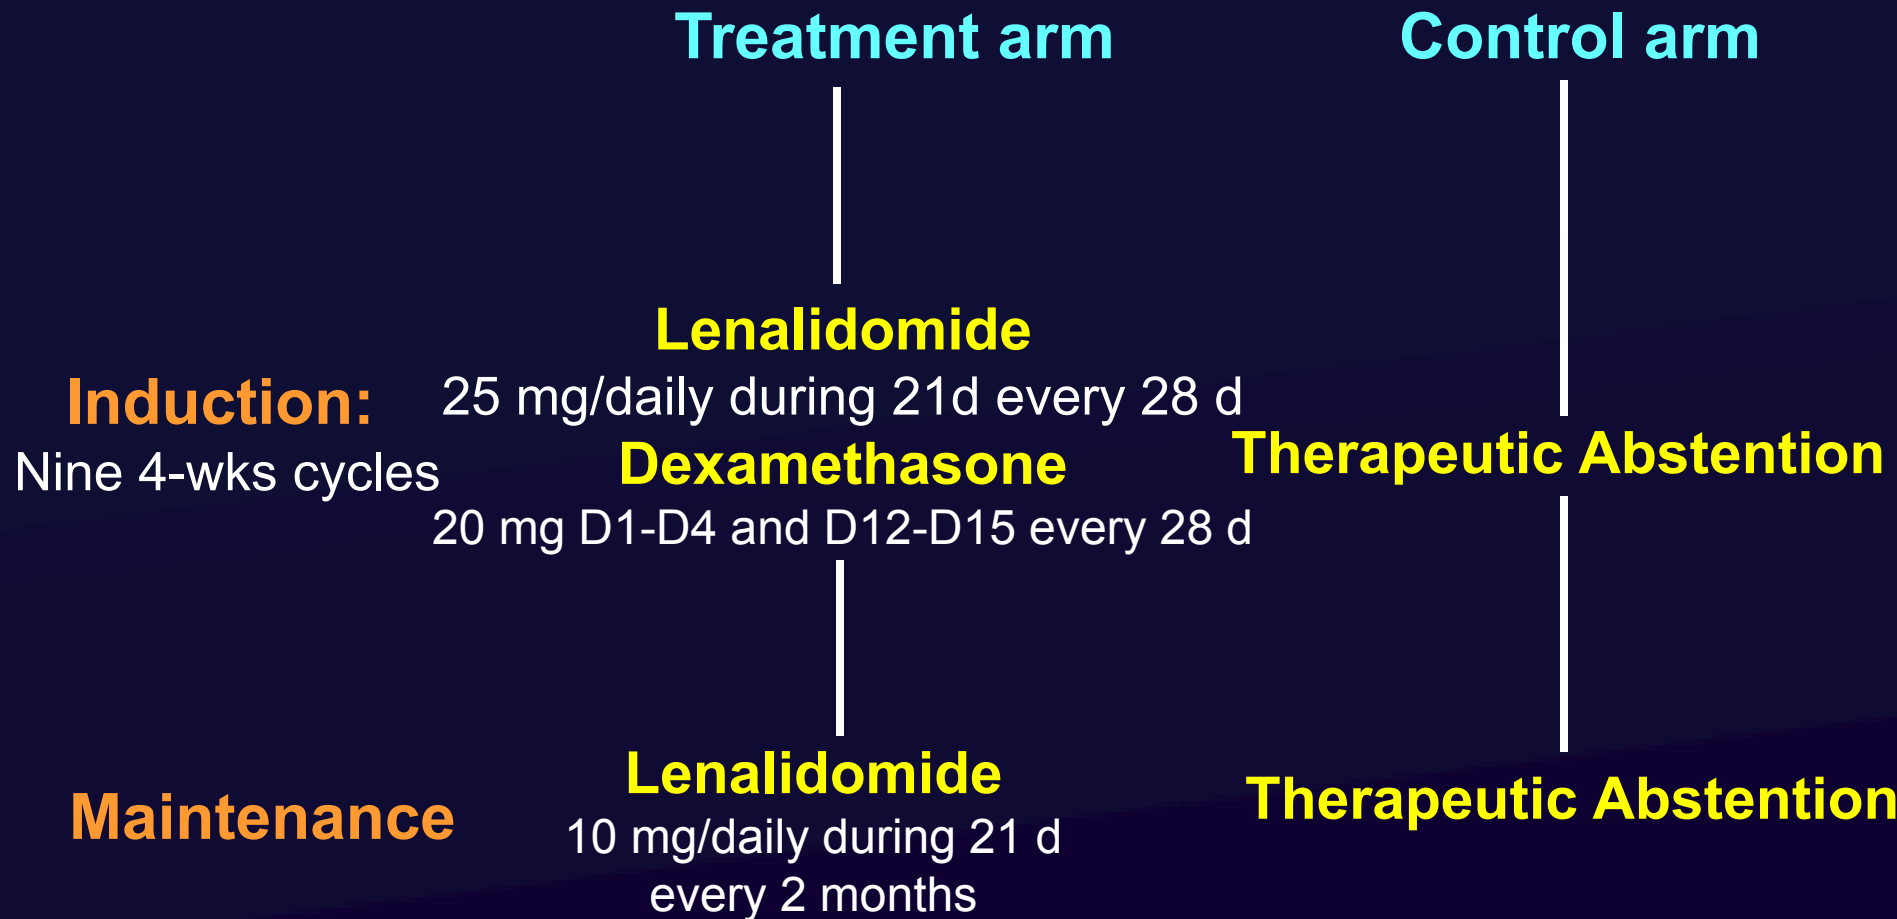 Treatment arm
Control arm
Induction:
Nine 4-wks cycles
Lenalidomide
25 mg/daily during 21d every 28 d
Dexamethasone
20 mg D1-D4 and D12-D15 every 28 d
Therapeutic Abstention
Maintenance
Lenalidomide
10 mg/daily during 21 d
every 2 months
Therapeutic Abstention